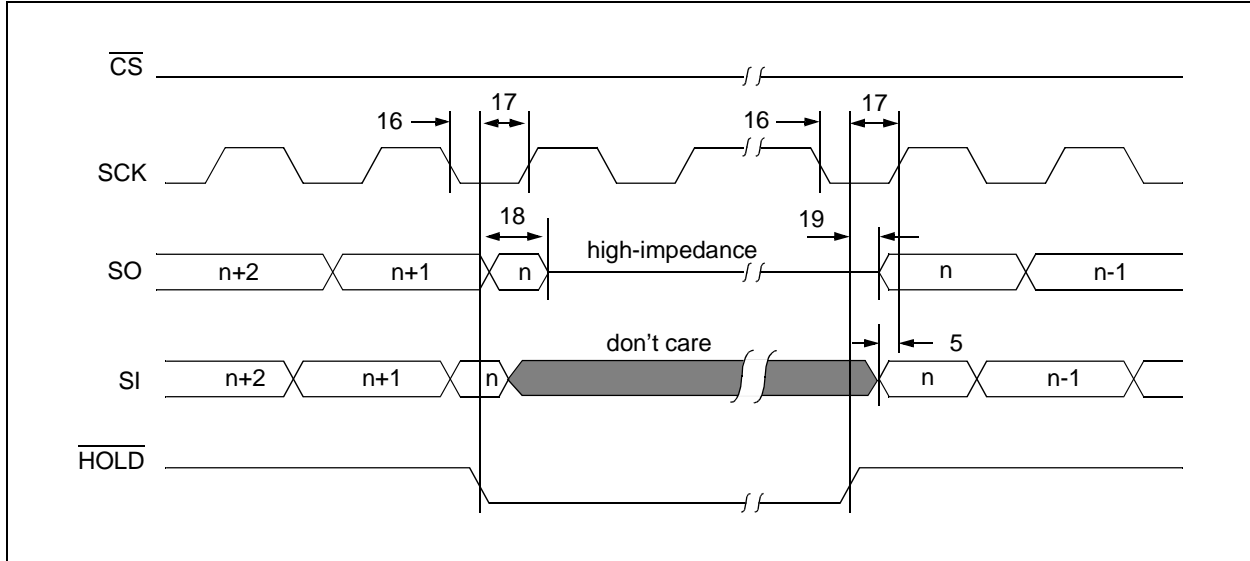 CS
17
17
16
16
SCK
18
19
high-impedance
SO
n+2
n+1
n
n
n-1
don't care
5
SI
n+2
n+1
n
n
n-1
HOLD